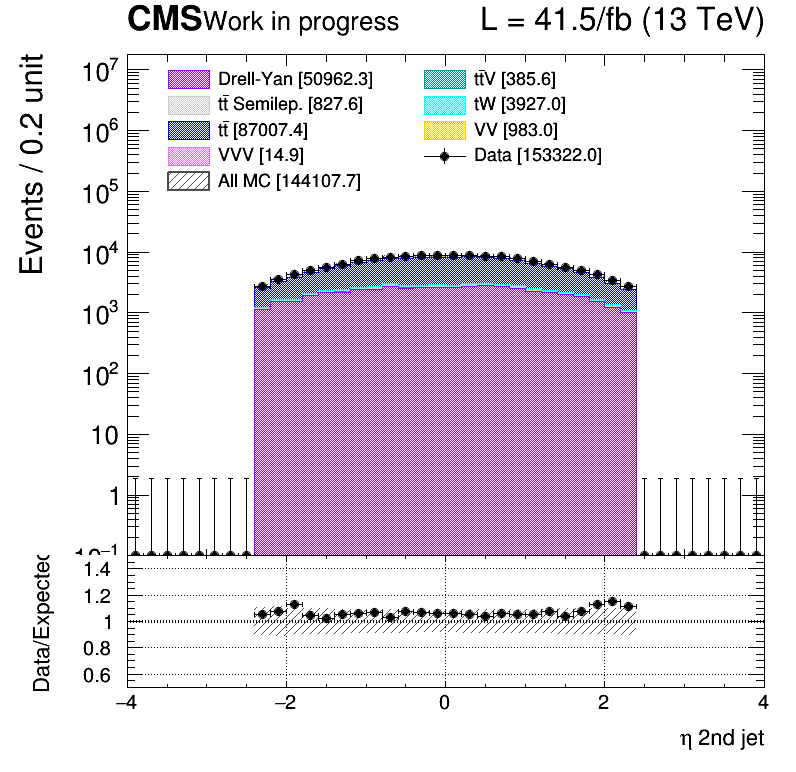 CMS Work in progress L = 41.5/fb (13 TeV)
Events / 0.2 unit
10⁷
10⁶
10⁵
10⁴
10³
10²
10
1
10⁻¹
Drell-Yan [50962.3]
tt̄ Semilep. [827.6]
tt̄ [87007.4]
VVV [14.9]
All MC [144107.7]
tt̄V [385.6]
tW [3927.0]
VV [983.0]
Data [153322.0]
Data/Expected
1.4
1.2
1
0.8
0.6
−4 −2 0 2 4
η 2nd jet